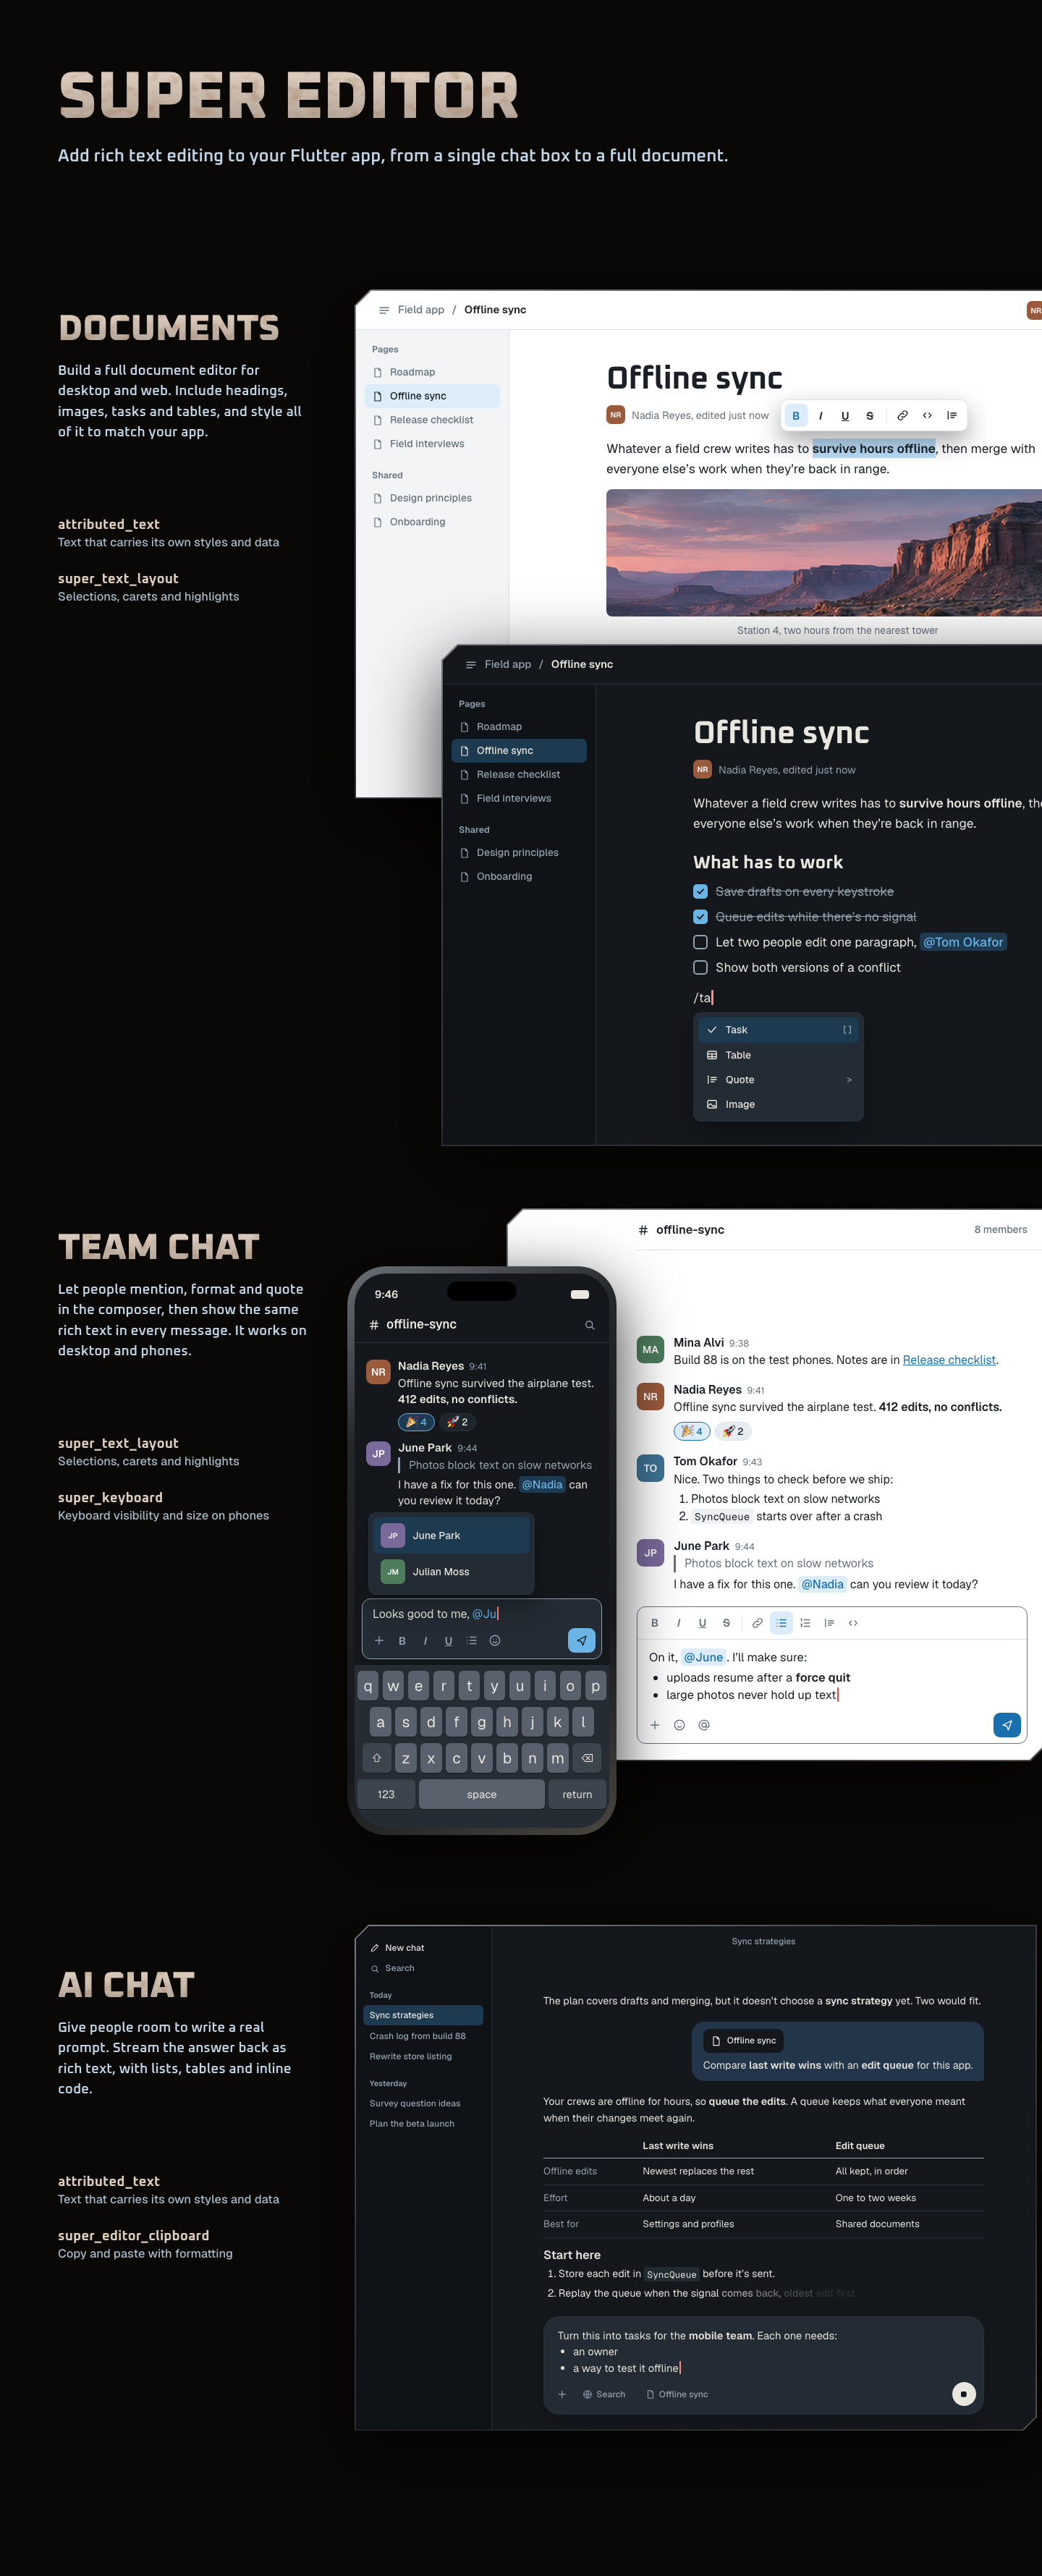 SUPER EDITOR
Add rich text editing to your Flutter app, from a single chat box to a full document.
DOCUMENTS
Build a full document editor for
desktop and web. Include headings,
images, tasks and tables, and style all
of it to match your app.
attributed_text
Text that carries its own styles and data
super_text_layout
Selections, carets and highlights
Field app / Offline sync
NR
Pages
Roadmap
Offline sync
Release checklist
Field interviews
Shared
Design principles
Onboarding
Offline sync
NR Nadia Reyes, edited just now
B I U S
Whatever a field crew writes has to survive hours offline, then merge with
everyone else's work when they're back in range.
Station 4, two hours from the nearest tower
Field app / Offline sync
Pages
Roadmap
Offline sync
Release checklist
Field interviews
Shared
Design principles
Onboarding
Offline sync
NR Nadia Reyes, edited just now
Whatever a field crew writes has to survive hours offline, the
everyone else's work when they're back in range.
What has to work
Save drafts on every keystroke
Queue edits while there's no signal
Let two people edit one paragraph, @Tom Okafor
Show both versions of a conflict
/ta
Task []
Table
Quote >
Image
TEAM CHAT
Let people mention, format and quote
in the composer, then show the same
rich text in every message. It works on
desktop and phones.
super_text_layout
Selections, carets and highlights
super_keyboard
Keyboard visibility and size on phones
9:46
# offline-sync
NR Nadia Reyes 9:41
Offline sync survived the airplane test.
412 edits, no conflicts.
🎉 4 🚀 2
JP June Park 9:44
Photos block text on slow networks
I have a fix for this one. @Nadia can
you review it today?
JP June Park
JM Julian Moss
Looks good to me, @Ju
B I U
q w e r t y u i o p
a s d f g h j k l
z x c v b n m
123 space return
# offline-sync 8 members
MA Mina Alvi 9:38
Build 88 is on the test phones. Notes are in Release checklist.
NR Nadia Reyes 9:41
Offline sync survived the airplane test. 412 edits, no conflicts.
🎉 4 🚀 2
TO Tom Okafor 9:43
Nice. Two things to check before we ship:
1. Photos block text on slow networks
2. SyncQueue starts over after a crash
JP June Park 9:44
Photos block text on slow networks
I have a fix for this one. @Nadia can you review it today?
B I U S
On it, @June. I'll make sure:
• uploads resume after a force quit
• large photos never hold up text
AI CHAT
Give people room to write a real
prompt. Stream the answer back as
rich text, with lists, tables and inline
code.
attributed_text
Text that carries its own styles and data
super_editor_clipboard
Copy and paste with formatting
New chat
Search
Today
Sync strategies
Crash log from build 88
Rewrite store listing
Yesterday
Survey question ideas
Plan the beta launch
Sync strategies
The plan covers drafts and merging, but it doesn't choose a sync strategy yet. Two would fit.
Offline sync
Compare last write wins with an edit queue for this app.
Your crews are offline for hours, so queue the edits. A queue keeps what everyone meant
when their changes meet again.
Last write wins Edit queue
Offline edits Newest replaces the rest All kept, in order
Effort About a day One to two weeks
Best for Settings and profiles Shared documents
Start here
1. Store each edit in SyncQueue before it's sent.
2. Replay the queue when the signal comes back, oldest edit first
Turn this into tasks for the mobile team. Each one needs:
• an owner
• a way to test it offline
Search Offline sync